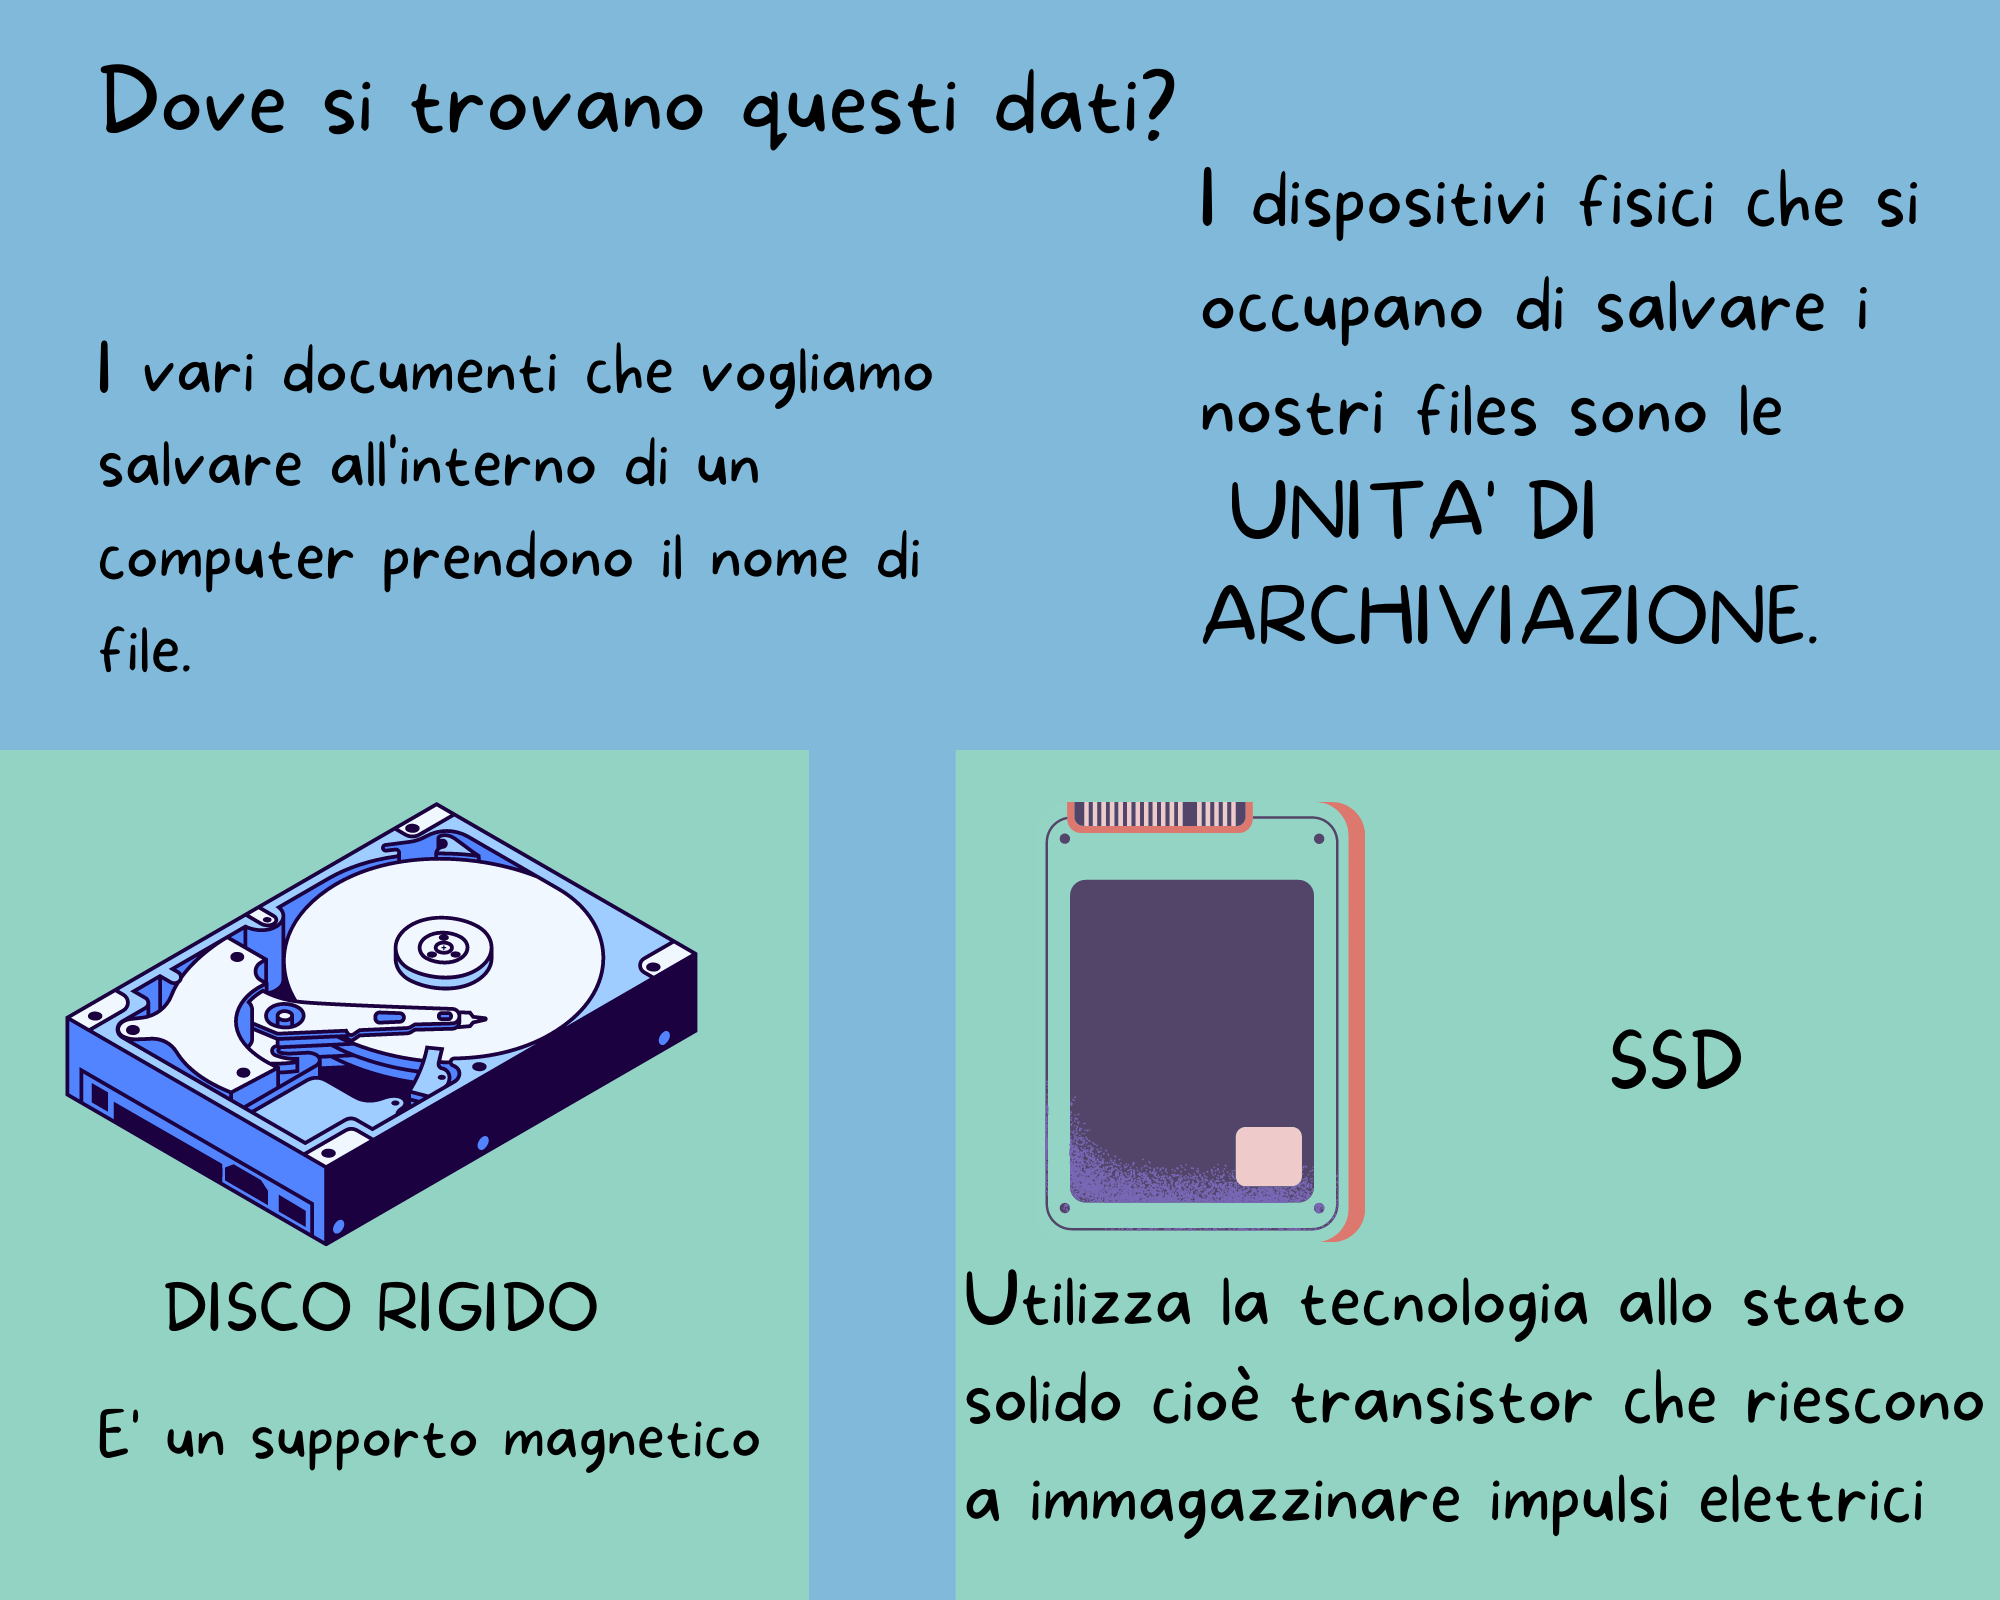 Dove si trovano questi dati?
I vari documenti che vogliamo
salvare all'interno di un
computer prendono il nome di
file.
I dispositivi fisici che si
occupano di salvare i
nostri files sono le
UNITA' DI
ARCHIVIAZIONE.
DISCO RIGIDO
E' un supporto magnetico
SSD
Utilizza la tecnologia allo stato
solido cioè transistor che riescono
a immagazzinare impulsi elettrici